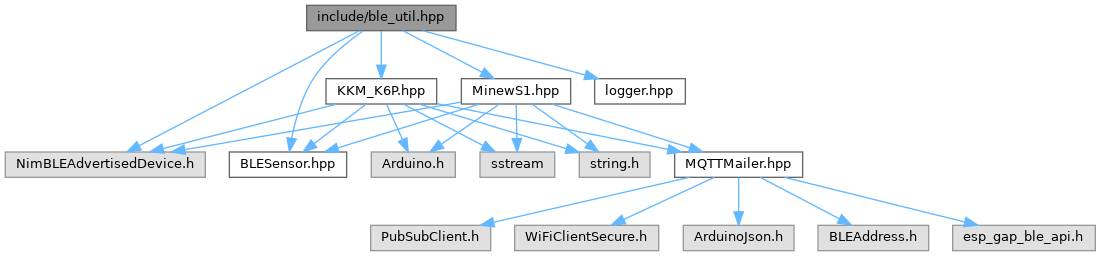 include/ble_util.hpp
KKM_K6P.hpp
MinewS1.hpp
logger.hpp
NimBLEAdvertisedDevice.h
BLESensor.hpp
Arduino.h
sstream
string.h
MQTTMailer.hpp
PubSubClient.h
WiFiClientSecure.h
ArduinoJson.h
BLEAddress.h
esp_gap_ble_api.h